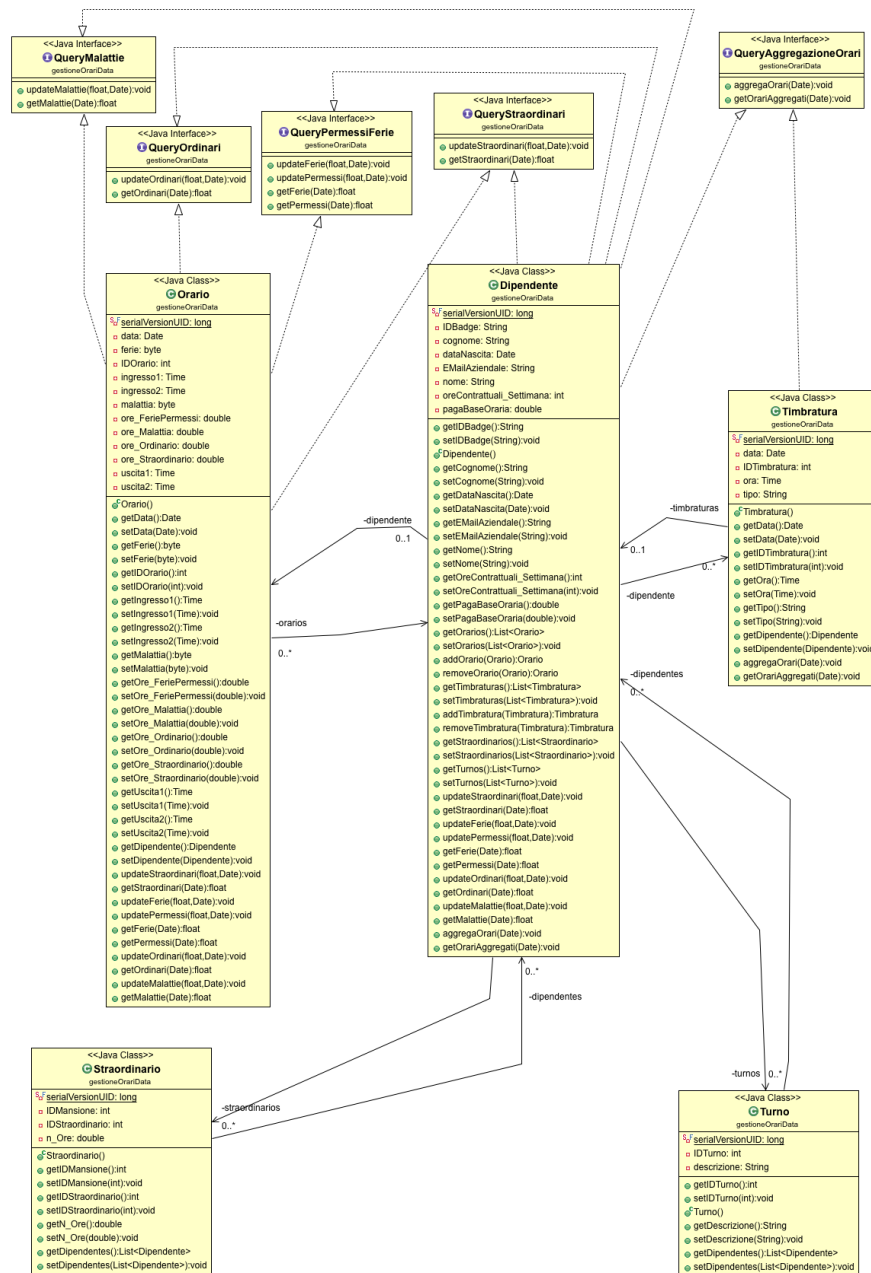 <<Java Interface>>
QueryMalattie
gestioneOrariData
updateMalattie(float,Date):void
getMalattie(Date):float
<<Java Interface>>
QueryOrdinari
gestioneOrariData
updateOrdinari(float,Date):void
getOrdinari(Date):float
<<Java Interface>>
QueryPermessiFerie
gestioneOrariData
updateFerie(float,Date):void
updatePermessi(float,Date):void
getFerie(Date):float
getPermessi(Date):float
<<Java Interface>>
QueryStraordinari
gestioneOrariData
updateStraordinari(float,Date):void
getStraordinari(Date):float
<<Java Interface>>
QueryAggregazioneOrari
gestioneOrariData
aggregaOrari(Date):void
getOrariAggregati(Date):void
<<Java Class>>
Orario
gestioneOrariData
serialVersionUID: long
data: Date
ferie: byte
IDOrario: int
ingresso1: Time
ingresso2: Time
malattia: byte
ore_FeriePermessi: double
ore_Malattia: double
ore_Ordinario: double
ore_Straordinario: double
uscita1: Time
uscita2: Time
Orario()
getData():Date
setData(Date):void
getFerie():byte
setFerie(byte):void
getIDOrario():int
setIDOrario(int):void
getIngresso1():Time
setIngresso1(Time):void
getIngresso2():Time
setIngresso2(Time):void
getMalattia():byte
setMalattia(byte):void
getOre_FeriePermessi():double
setOre_FeriePermessi(double):void
getOre_Malattia():double
setOre_Malattia(double):void
getOre_Ordinario():double
setOre_Ordinario(double):void
getOre_Straordinario():double
setOre_Straordinario(double):void
getUscita1():Time
setUscita1(Time):void
getUscita2():Time
setUscita2(Time):void
getDipendente():Dipendente
setDipendente(Dipendente):void
updateStraordinari(float,Date):void
getStraordinari(Date):float
updateFerie(float,Date):void
updatePermessi(float,Date):void
getFerie(Date):float
getPermessi(Date):float
updateOrdinari(float,Date):void
getOrdinari(Date):float
updateMalattie(float,Date):void
getMalattie(Date):float
<<Java Class>>
Dipendente
gestioneOrariData
serialVersionUID: long
IDBadge: String
cognome: String
dataNascita: Date
EMailAziendale: String
nome: String
oreContrattuali_Settimana: int
pagaBaseOraria: double
getIDBadge():String
setIDBadge(String):void
Dipendente()
getCognome():String
setCognome(String):void
getDataNascita():Date
setDataNascita(Date):void
getEMailAziendale():String
setEMailAziendale(String):void
getNome():String
setNome(String):void
getOreContrattuali_Settimana():int
setOreContrattuali_Settimana(int):void
getPagaBaseOraria():double
setPagaBaseOraria(double):void
getOrarios():List<Orario>
setOrarios(List<Orario>):void
addOrario(Orario):Orario
removeOrario(Orario):Orario
getTimbraturas():List<Timbratura>
setTimbraturas(List<Timbratura>):void
addTimbratura(Timbratura):Timbratura
removeTimbratura(Timbratura):Timbratura
getStraordinarios():List<Straordinario>
setStraordinarios(List<Straordinario>):void
getTurnos():List<Turno>
setTurnos(List<Turno>):void
updateStraordinari(float,Date):void
getStraordinari(Date):float
updateFerie(float,Date):void
updatePermessi(float,Date):void
getFerie(Date):float
getPermessi(Date):float
updateOrdinari(float,Date):void
getOrdinari(Date):float
updateMalattie(float,Date):void
getMalattie(Date):float
aggregaOrari(Date):void
getOrariAggregati(Date):void
<<Java Class>>
Timbratura
gestioneOrariData
serialVersionUID: long
data: Date
IDTimbratura: int
ora: Time
tipo: String
Timbratura()
getData():Date
setData(Date):void
getIDTimbratura():int
setIDTimbratura(int):void
getOra():Time
setOra(Time):void
getTipo():String
setTipo(String):void
getDipendente():Dipendente
setDipendente(Dipendente):void
aggregaOrari(Date):void
getOrariAggregati(Date):void
-dipendente
0..1
-orarios
0..*
-timbraturas
0..1
0..*
-dipendente
-dipendentes
0..*
0..*
-dipendentes
-straordinarios
0..*
-turnos
0..*
<<Java Class>>
Straordinario
gestioneOrariData
serialVersionUID: long
IDMansione: int
IDStraordinario: int
n_Ore: double
Straordinario()
getIDMansione():int
setIDMansione(int):void
getIDStraordinario():int
setIDStraordinario(int):void
getN_Ore():double
setN_Ore(double):void
getDipendentes():List<Dipendente>
setDipendentes(List<Dipendente>):void
<<Java Class>>
Turno
gestioneOrariData
serialVersionUID: long
IDTurno: int
descrizione: String
getIDTurno():int
setIDTurno(int):void
Turno()
getDescrizione():String
setDescrizione(String):void
getDipendentes():List<Dipendente>
setDipendentes(List<Dipendente>):void